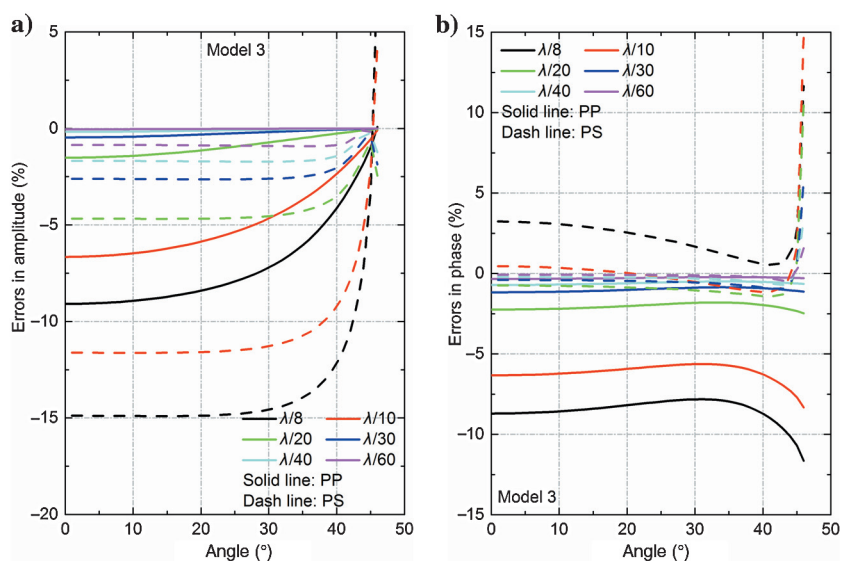 a)
Model 3
Errors in amplitude (%)
5
0
−5
−10
−15
−20
λ/8 λ/10
λ/20 λ/30
λ/40 λ/60
Solid line: PP
Dash line: PS
0 10 20 30 40 50
Angle (°)
b)
λ/8 λ/10
λ/20 λ/30
λ/40 λ/60
Solid line: PP
Dash line: PS
Errors in phase (%)
15
10
5
0
−5
−10
−15
Model 3
0 10 20 30 40 50
Angle (°)